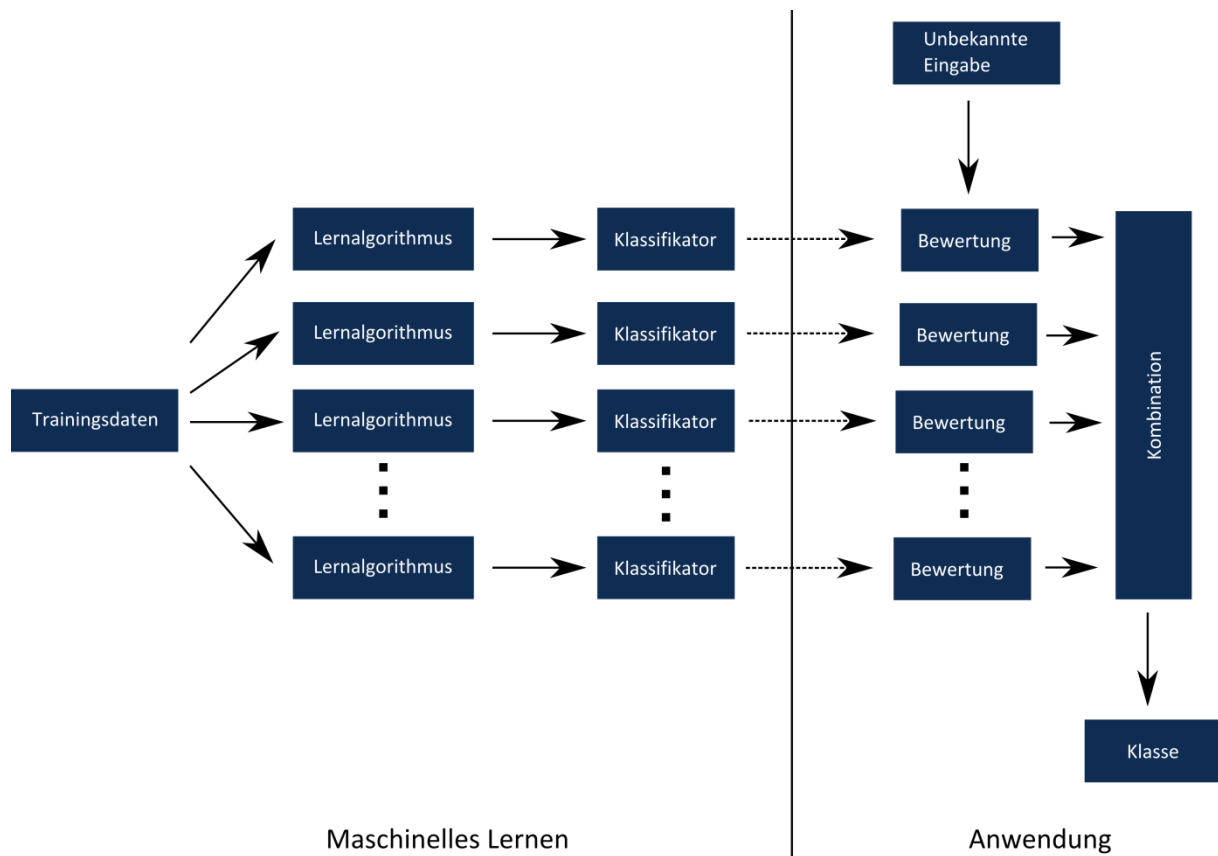 Unbekannte
Eingabe
Lernalgorithmus
Klassifikator
Bewertung
Lernalgorithmus
Klassifikator
Bewertung
Trainingsdaten
Lernalgorithmus
Klassifikator
Bewertung
Kombination
Lernalgorithmus
Klassifikator
Bewertung
Klasse
Maschinelles Lernen
Anwendung